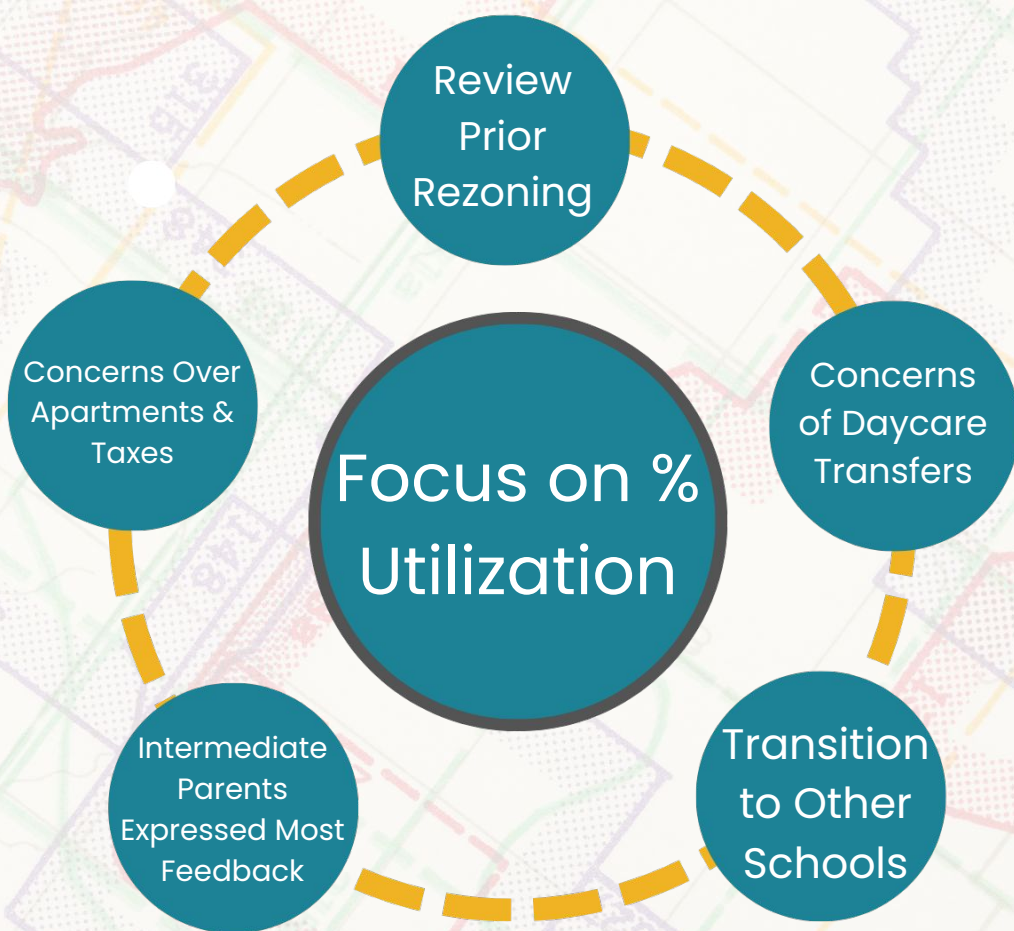 Review
Prior
Rezoning
Concerns Over
Apartments &
Taxes
Concerns
of Daycare
Transfers
Focus on %
Utilization
Intermediate
Parents
Expressed Most
Feedback
Transition
to Other
Schools